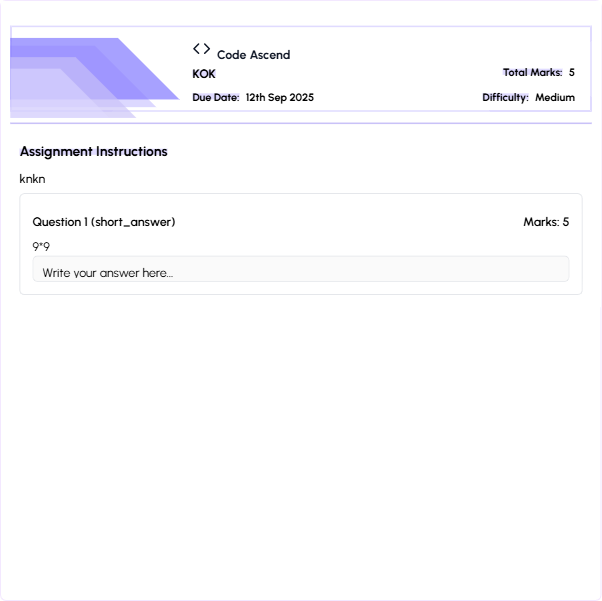 <> Code Ascend
KOK
Total Marks: 5
Due Date: 12th Sep 2025
Difficulty: Medium
Assignment Instructions
knkn
Question 1 (short_answer)
Marks: 5
9*9
Write your answer here...